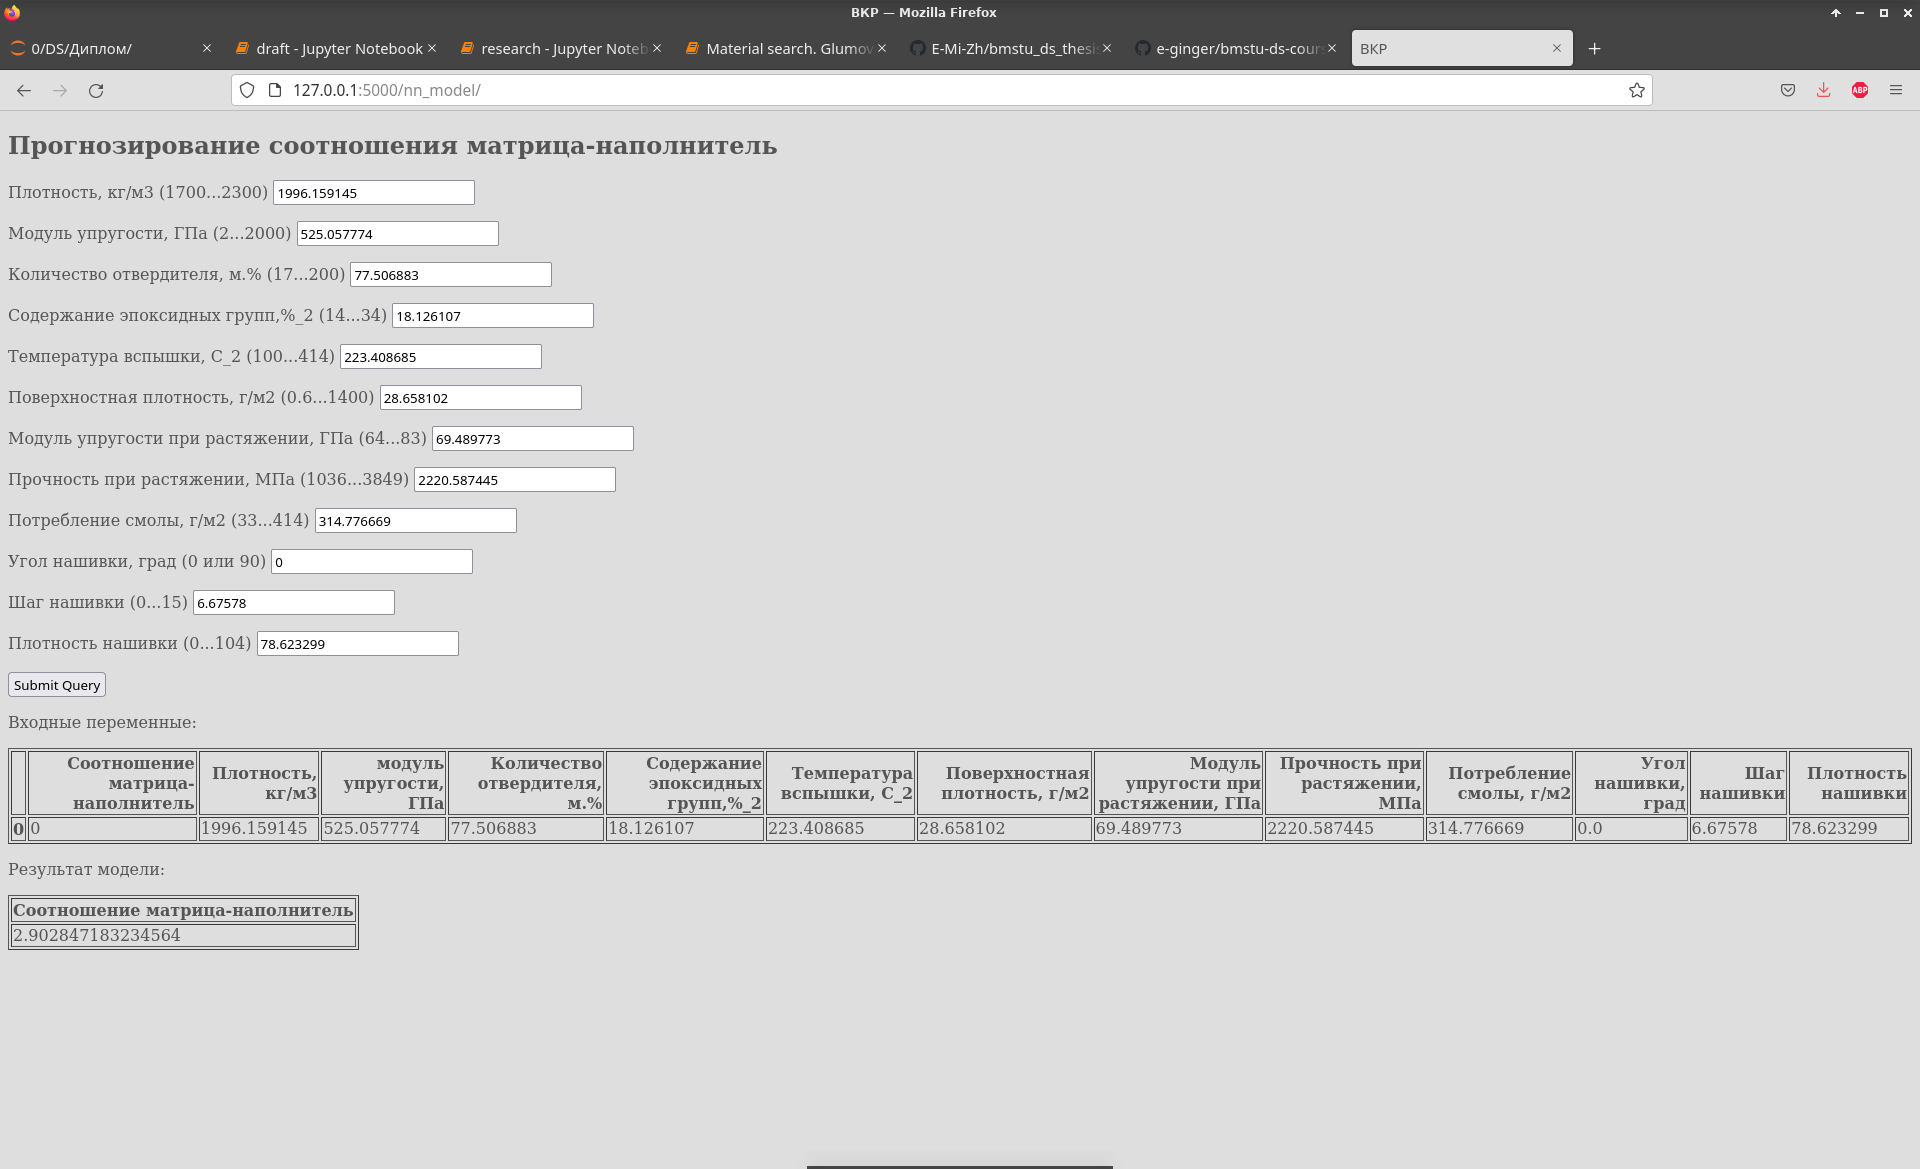 ВКР — Mozilla Firefox
0/DS/Диплом/
draft - Jupyter Notebook
research - Jupyter Noteb
Material search. Glumov
E-Mi-Zh/bmstu_ds_thesi
e-ginger/bmstu-ds-cour
ВКР
127.0.0.1:5000/nn_model/
ABP
Прогнозирование соотношения матрица-наполнитель
Плотность, кг/м3 (1700...2300) 1996.159145
Модуль упругости, ГПа (2...2000) 525.057774
Количество отвердителя, м.% (17...200) 77.506883
Содержание эпоксидных групп,%_2 (14...34) 18.126107
Температура вспышки, С_2 (100...414) 223.408685
Поверхностная плотность, г/м2 (0.6...1400) 28.658102
Модуль упругости при растяжении, ГПа (64...83) 69.489773
Прочность при растяжении, МПа (1036...3849) 2220.587445
Потребление смолы, г/м2 (33...414) 314.776669
Угол нашивки, град (0 или 90) 0
Шаг нашивки (0...15) 6.67578
Плотность нашивки (0...104) 78.623299
Submit Query
Входные переменные:
Соотношение матрица-наполнитель
Плотность, кг/м3
модуль упругости, ГПа
Количество отвердителя, м.%
Содержание эпоксидных групп,%_2
Температура вспышки, С_2
Поверхностная плотность, г/м2
Модуль упругости при растяжении, ГПа
Прочность при растяжении, МПа
Потребление смолы, г/м2
Угол нашивки, град
Шаг нашивки
Плотность нашивки
0 0 1996.159145 525.057774 77.506883 18.126107 223.408685 28.658102 69.489773 2220.587445 314.776669 0.0 6.67578 78.623299
Результат модели:
Соотношение матрица-наполнитель
2.902847183234564